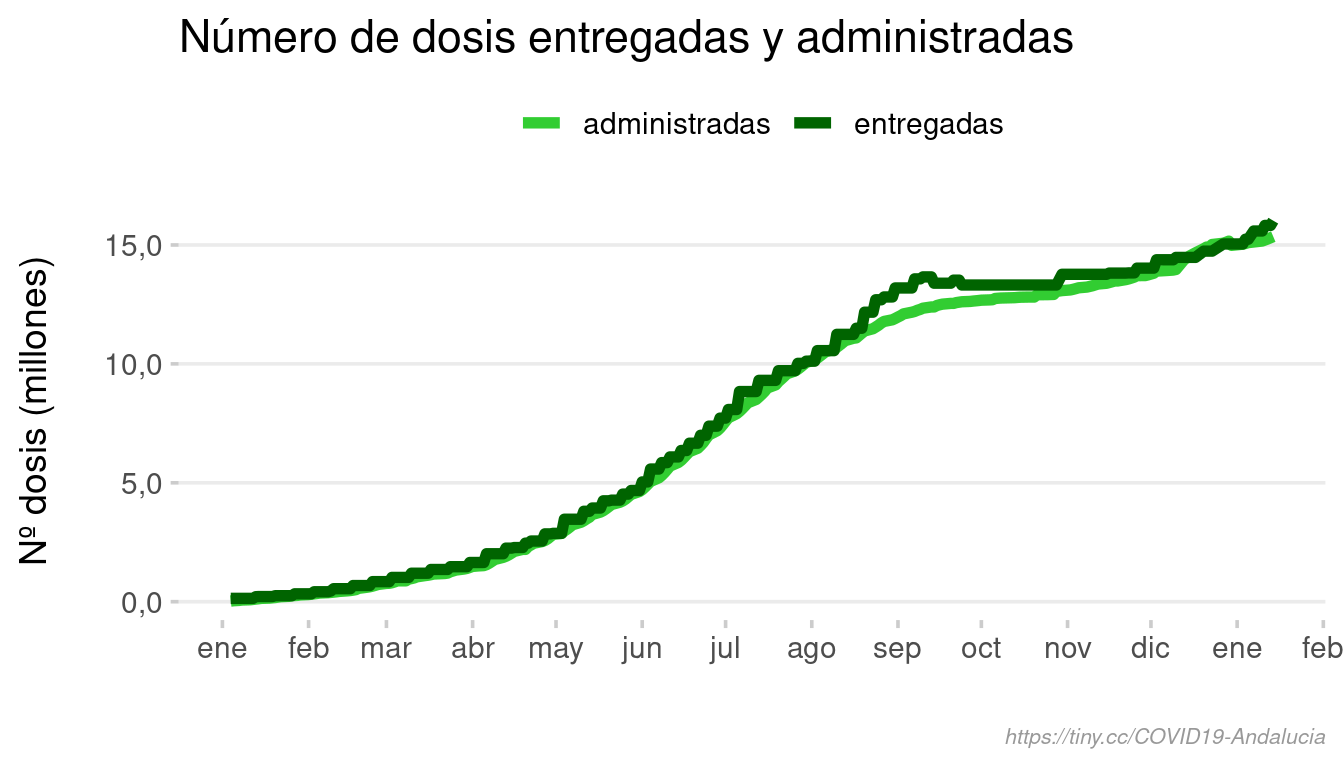 Número de dosis entregadas y administradas
administradas entregadas
Nº dosis (millones)
15,0
10,0
5,0
0,0
ene feb mar abr may jun jul ago sep oct nov dic ene feb
https://tiny.cc/COVID19-Andalucia